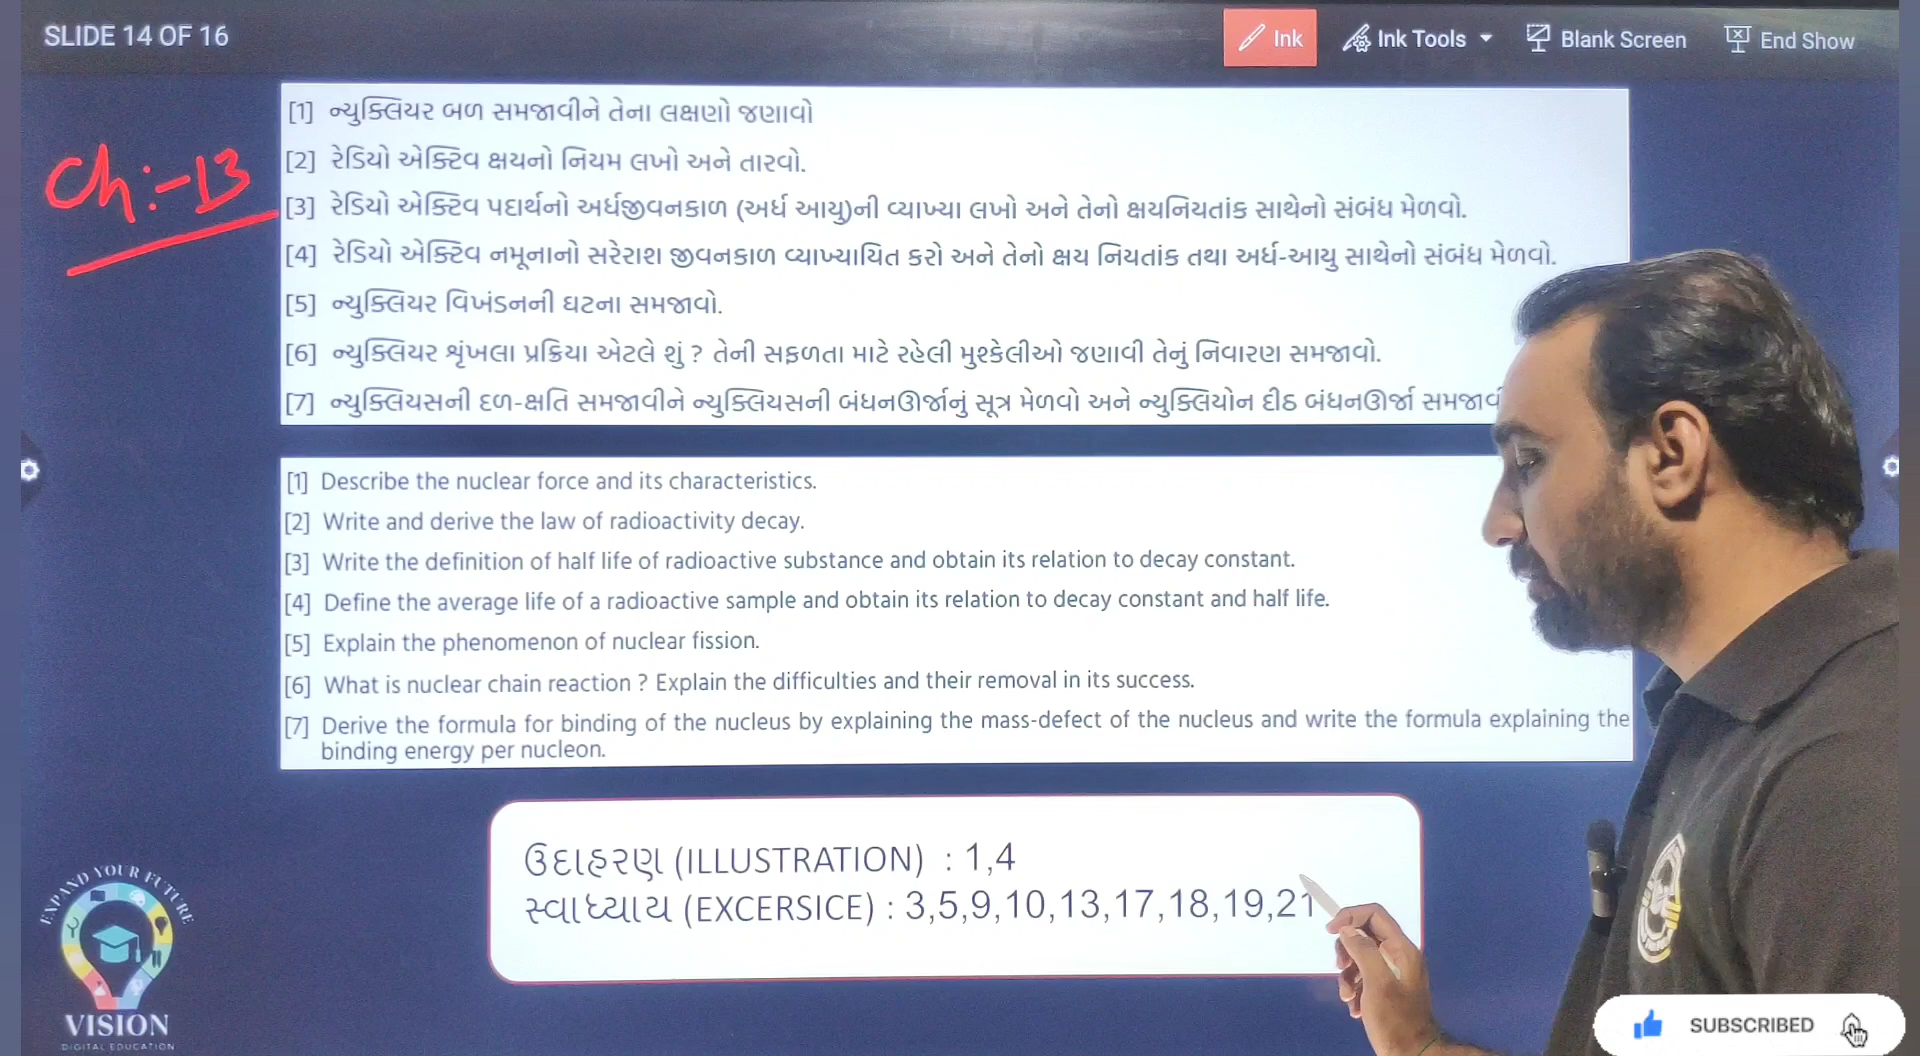 SLIDE 14 OF 16
Ink
Ink Tools
Blank Screen
End Show
Ch:-13
[1] ન્યુક્લિયર બળ સમજાવીને તેના લક્ષણો જણાવો
[2] રેડિયો એક્ટિવ ક્ષયનો નિયમ લખો અને તારવો.
[3] રેડિયો એક્ટિવ પદાર્થનો અર્ધજીવનકાળ (અર્ધ આયુ)ની વ્યાખ્યા લખો અને તેનો ક્ષયનિયતાંક સાથેનો સંબંધ મેળવો.
[4] રેડિયો એક્ટિવ નમૂનાનો સરેરાશ જીવનકાળ વ્યાખ્યાયિત કરો અને તેનો ક્ષય નિયતાંક તથા અર્ધ-આયુ સાથેનો સંબંધ મેળવો.
[5] ન્યુક્લિયર વિખંડનની ઘટના સમજાવો.
[6] ન્યુક્લિયર શૃંખલા પ્રક્રિયા એટલે શું ? તેની સફળતા માટે રહેલી મુશ્કેલીઓ જણાવી તેનું નિવારણ સમજાવો.
[7] ન્યુક્લિયસની દળ-ક્ષતિ સમજાવીને ન્યુક્લિયસની બંધનઊર્જાનું સૂત્ર મેળવો અને ન્યુક્લિયોન દીઠ બંધનઊર્જા
[1] Describe the nuclear force and its characteristics.
[2] Write and derive the law of radioactivity decay.
[3] Write the definition of half life of radioactive substance and obtain its relation to decay constant.
[4] Define the average life of a radioactive sample and obtain its relation to decay constant and half life.
[5] Explain the phenomenon of nuclear fission.
[6] What is nuclear chain reaction ? Explain the difficulties and their removal in its success.
[7] Derive the formula for binding of the nucleus by explaining the mass-defect of the nucleus and write the formula explaining the
binding energy per nucleon.
ઉદાહરણ (ILLUSTRATION) : 1,4
સ્વાધ્યાય (EXCERSICE) : 3,5,9,10,13,17,18,19,21
EXPAND YOUR FUTURE
VISION
DIGITAL EDUCATION
SUBSCRIBED